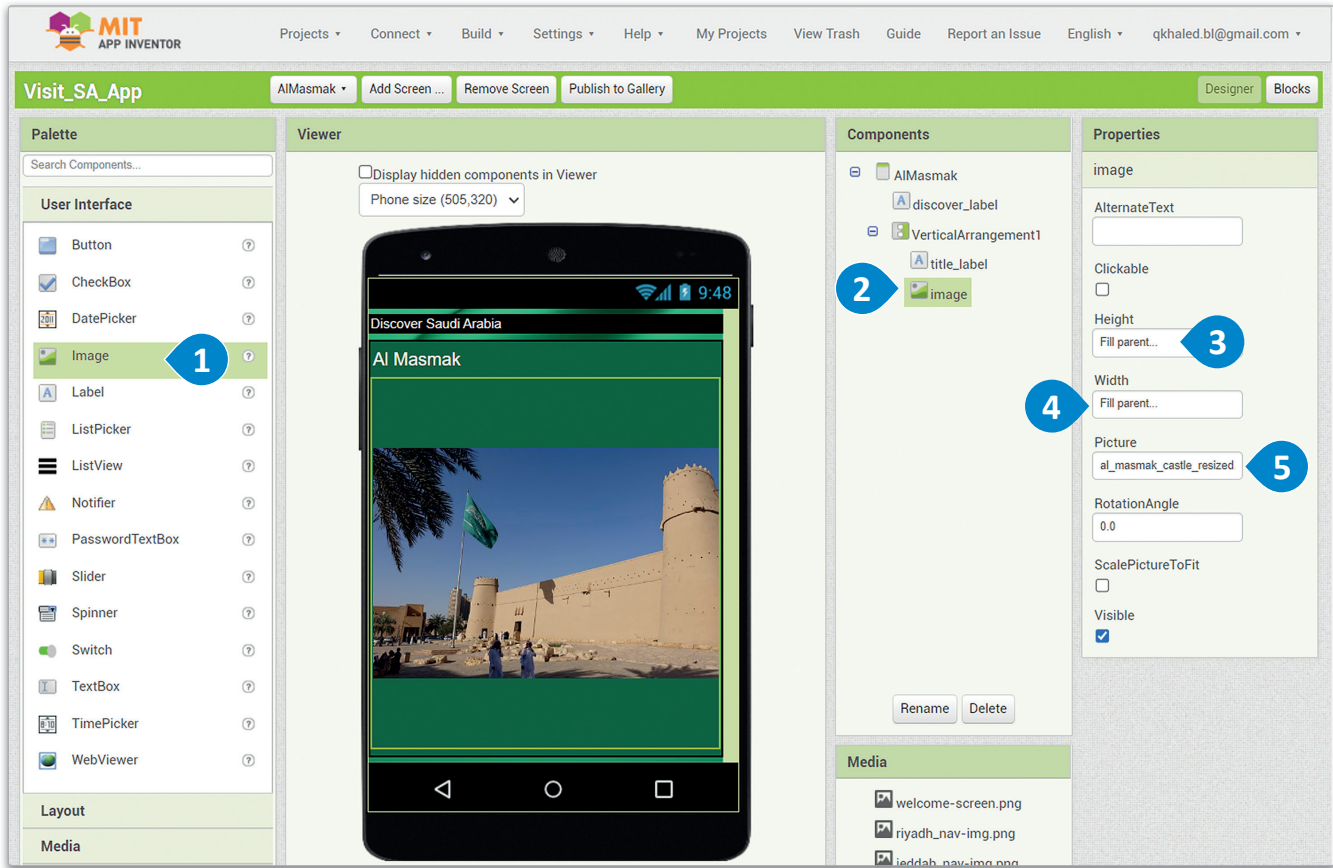 MIT
APP INVENTOR
Projects
Connect
Build
Settings
Help
My Projects
View Trash
Guide
Report an Issue
English
qkhaled.bl@gmail.com
Visit_SA_App
AlMasmak
Add Screen ...
Remove Screen
Publish to Gallery
Designer
Blocks
Palette
Search Components...
User Interface
Button
?
CheckBox
?
DatePicker
?
Image
1
?
Label
?
ListPicker
?
ListView
?
Notifier
?
PasswordTextBox
?
Slider
?
Spinner
?
Switch
?
TextBox
?
TimePicker
?
WebViewer
?
Layout
Media
Viewer
Display hidden components in Viewer
Phone size (505,320)
9:48
Discover Saudi Arabia
Al Masmak
Components
AlMasmak
A discover_label
VerticalArrangement1
A title_label
2
image
Rename
Delete
Media
welcome-screen.png
riyadh_nav-img.png
jeddah_nav-img.png
Properties
image
AlternateText
Clickable
Height
Fill parent...
3
Width
4
Fill parent...
Picture
al_masmak_castle_resized
5
RotationAngle
0.0
ScalePictureToFit
Visible